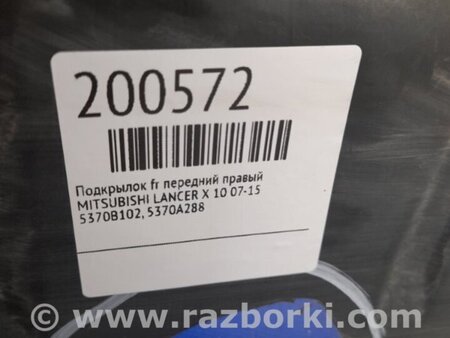 200572
Подкрылок fr передний правый
MITSUBISHI LANCER X 10 07-15
5370B102, 5370A288
© www.razborki.com